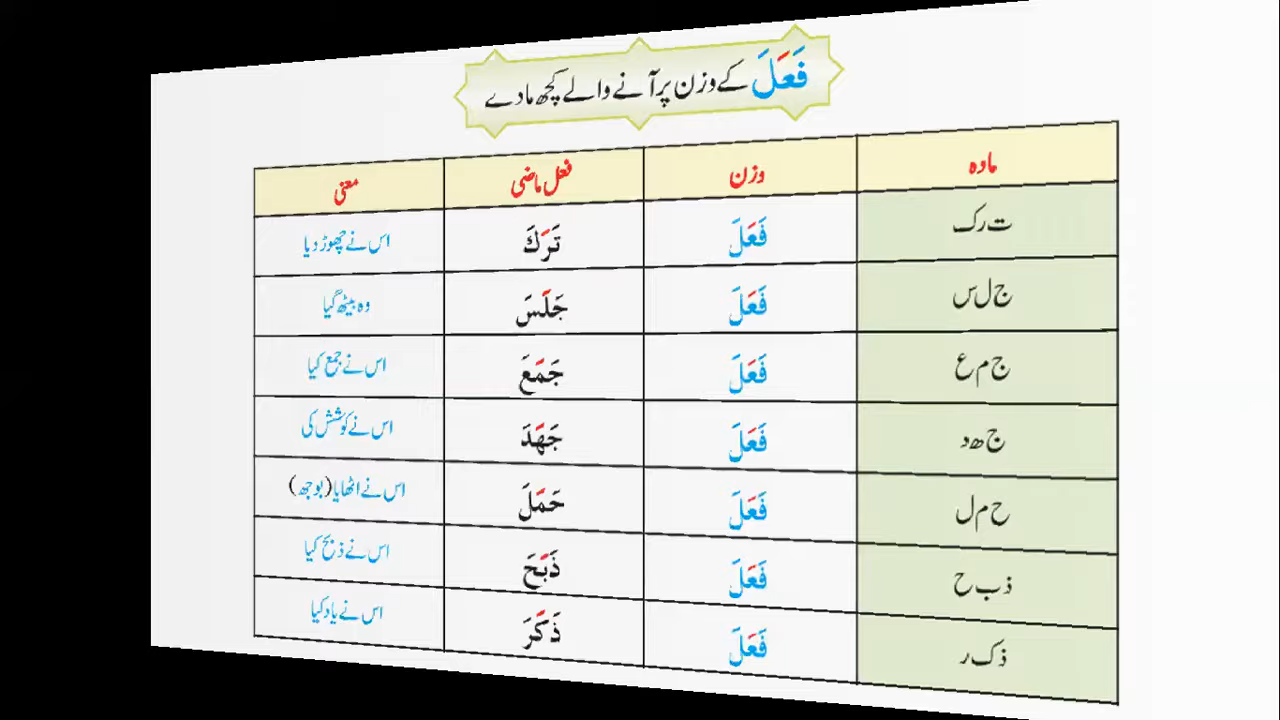 فَعَلَ کے وزن پر آنے والے کچھ مادے
مادہ وزن فعل ماضی معنی
ت ر ک فَعَلَ تَرَكَ اس نے چھوڑ دیا
ج ل س فَعَلَ جَلَسَ وہ بیٹھ گیا
ج م ع فَعَلَ جَمَعَ اس نے جمع کیا
ج ھ د فَعَلَ جَهَدَ اس نے کوشش کی
ح م ل فَعَلَ حَمَلَ اس نے اٹھایا (بوجھ)
ذ ب ح فَعَلَ ذَبَحَ اس نے ذبح کیا
ذ ک ر فَعَلَ ذَكَرَ اس نے یاد کیا